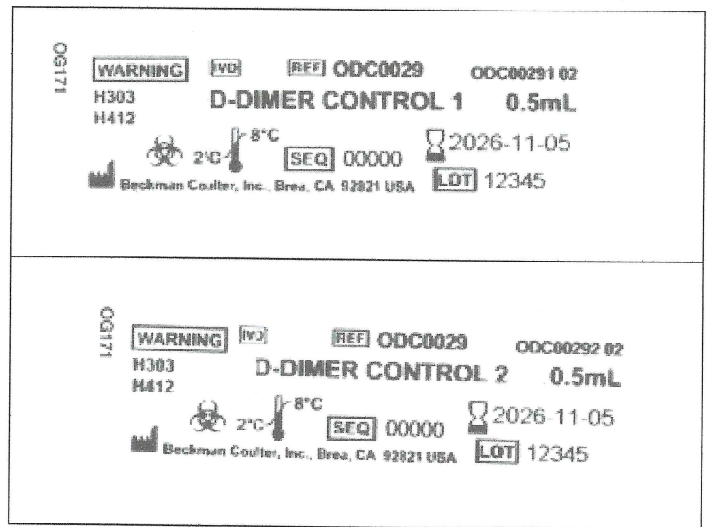 OG171
WARNING IVD REF ODC0029 ODC00291 02
H303 D-DIMER CONTROL 1 0.5mL
H412
2°C 8°C SEQ 00000 2026-11-05
Beckman Coulter, Inc., Brea, CA 92821 USA LOT 12345
OG171
WARNING IVD REF ODC0029 ODC00292 02
H303 D-DIMER CONTROL 2 0.5mL
H412
2°C 8°C SEQ 00000 2026-11-05
Beckman Coulter, Inc., Brea, CA 92821 USA LOT 12345